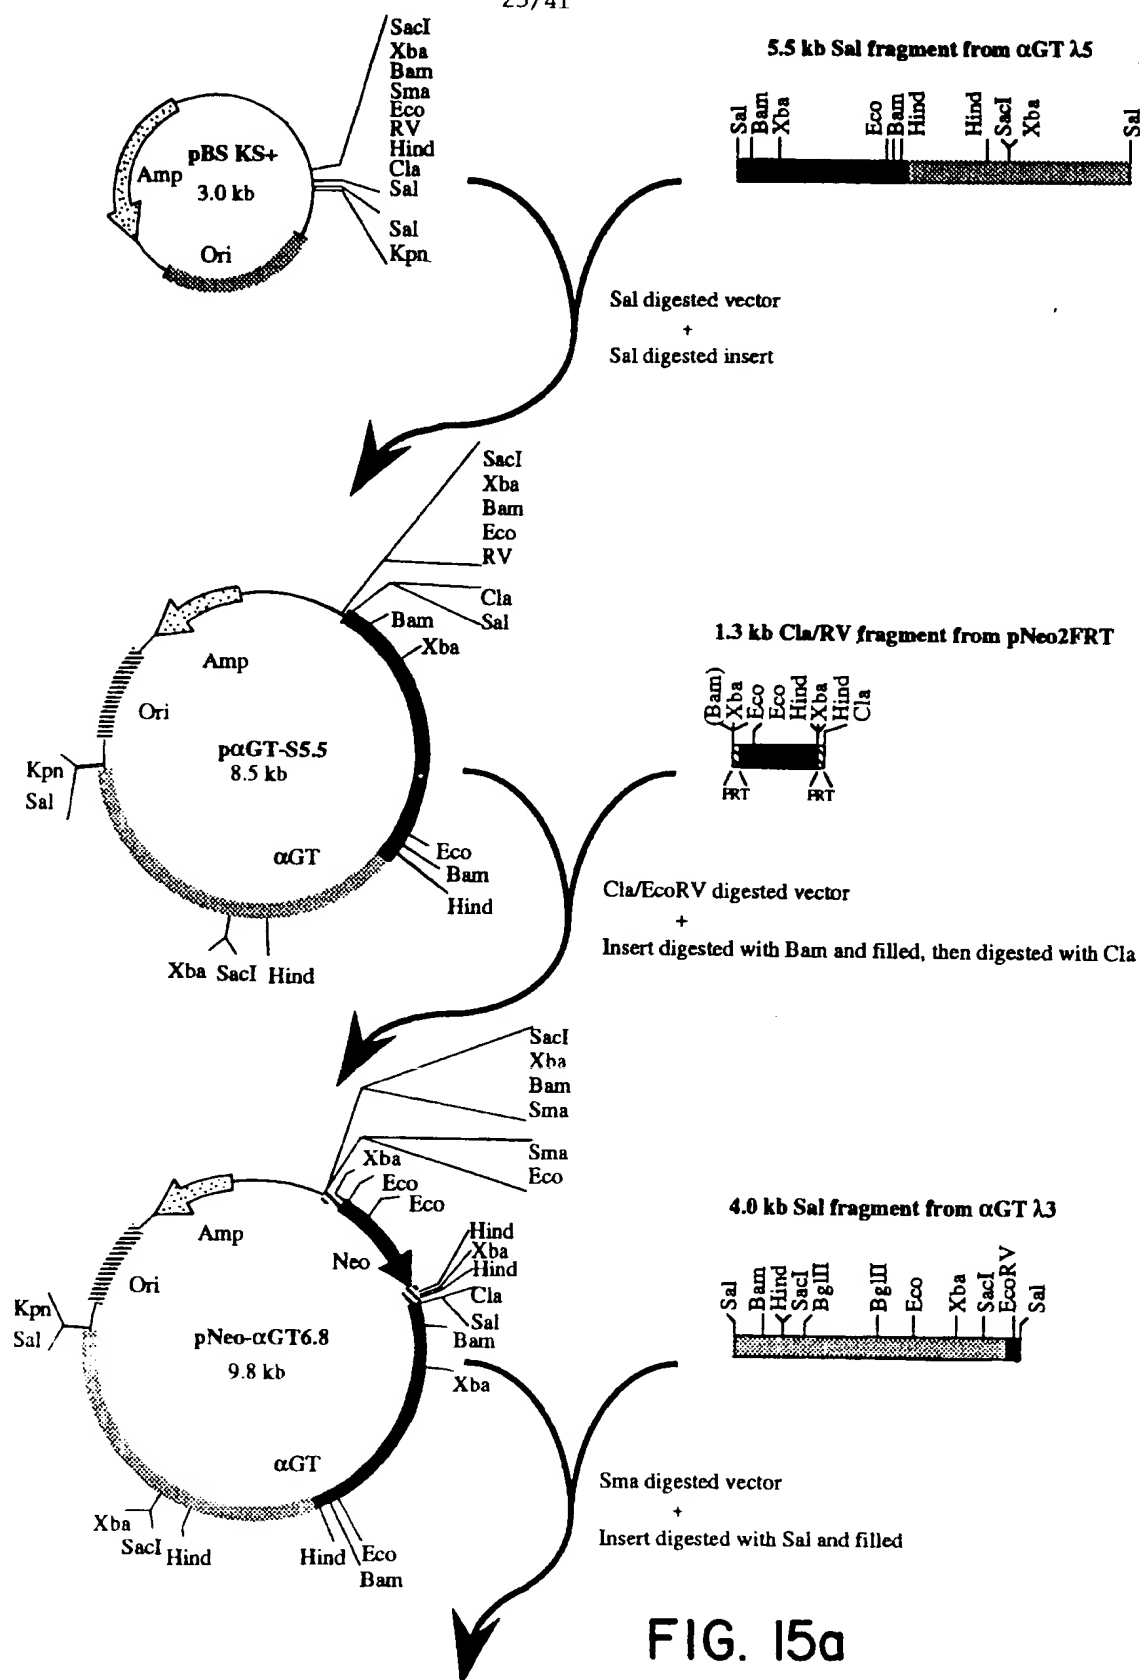 23/41
SacI
Xba
Bam
Sma
Eco
RV
Hind
Cla
Sal
Sal
Kpn
pBS KS+
3.0 kb
Amp
Ori
5.5 kb Sal fragment from αGT λ5
Sal
Bam
Xba
Eco
Bam
Hind
Hind
SacI
Xba
Sal
Sal digested vector
+
Sal digested insert
SacI
Xba
Bam
Eco
RV
Cla
Sal
Bam
Xba
Amp
Ori
pαGT-S5.5
8.5 kb
Kpn
Sal
αGT
Eco
Bam
Hind
Xba SacI Hind
1.3 kb Cla/RV fragment from pNeo2FRT
(Bam)
Xba
Eco
Eco
Hind
Xba
Hind
Cla
FRT
FRT
Cla/EcoRV digested vector
+
Insert digested with Bam and filled, then digested with Cla
SacI
Xba
Bam
Sma
Sma
Eco
Xba
Eco
Eco
Amp
Neo
Hind
Xba
Hind
Cla
Sal
Bam
Xba
Ori
Kpn
Sal
pNeo-αGT6.8
9.8 kb
αGT
Xba
SacI
Hind
Hind
Eco
Bam
4.0 kb Sal fragment from αGT λ3
Sal
Bam
Hind
SacI
BglII
BglII
Eco
Xba
SacI
EcoRV
Sal
Sma digested vector
+
Insert digested with Sal and filled
FIG. 15a